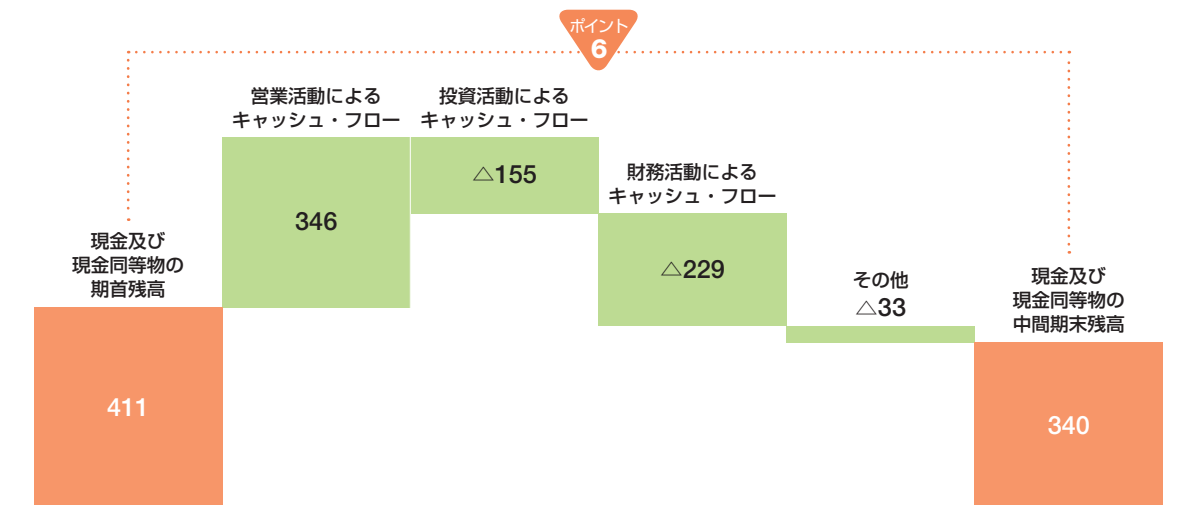 ポイント
6
営業活動による
キャッシュ・フロー
346
投資活動による
キャッシュ・フロー
△155
財務活動による
キャッシュ・フロー
△229
現金及び
現金同等物の
期首残高
411
その他
△33
現金及び
現金同等物の
中間期末残高
340